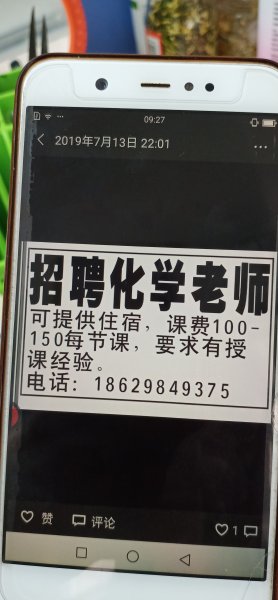 09:27
2019年7月13日 22:01
...
招聘化学老师
可提供住宿，课费100-
150每节课，要求有授
课经验。
电话：18629849375
赞 评论 1